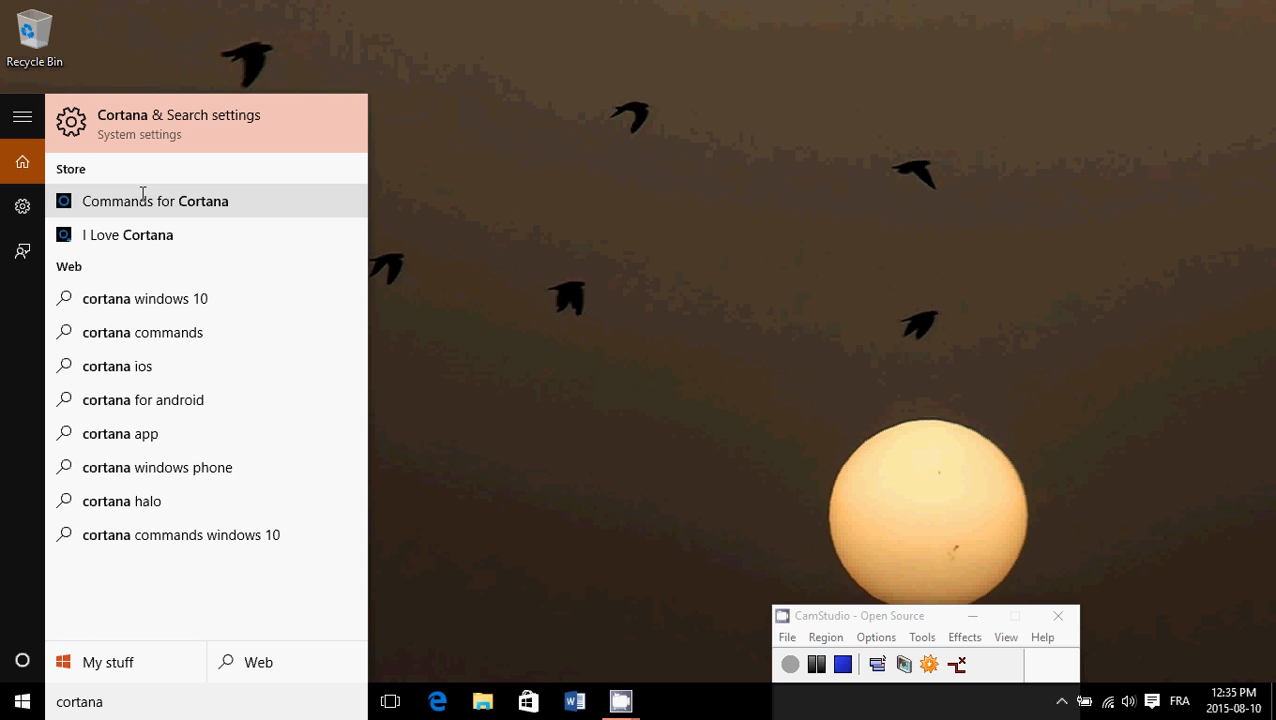 Recycle Bin
Cortana & Search settings
System settings
Store
Commands for Cortana
I Love Cortana
Web
cortana windows 10
cortana commands
cortana ios
cortana for android
cortana app
cortana windows phone
cortana halo
cortana commands windows 10
My stuff
Web
cortana
CamStudio - Open Source
File Region Options Tools Effects View Help
FRA
12:35 PM
2015-08-10